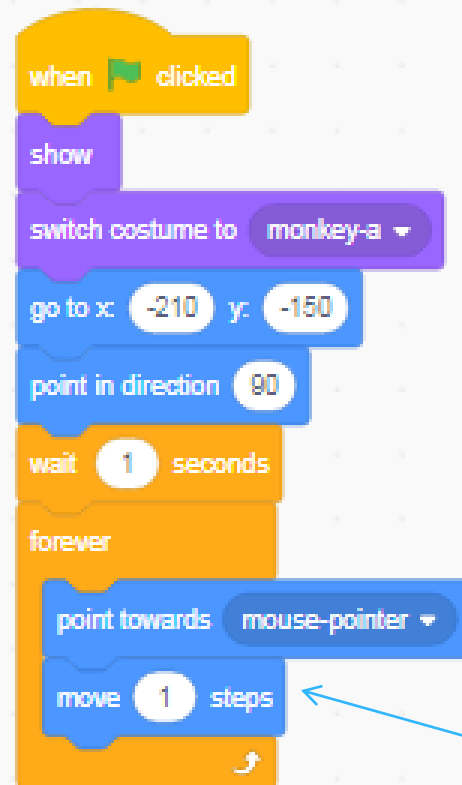 when clicked
show
switch costume to monkey-a
go to x: -210 y: -150
point in direction 90
wait 1 seconds
forever
point towards mouse-pointer
move 1 steps